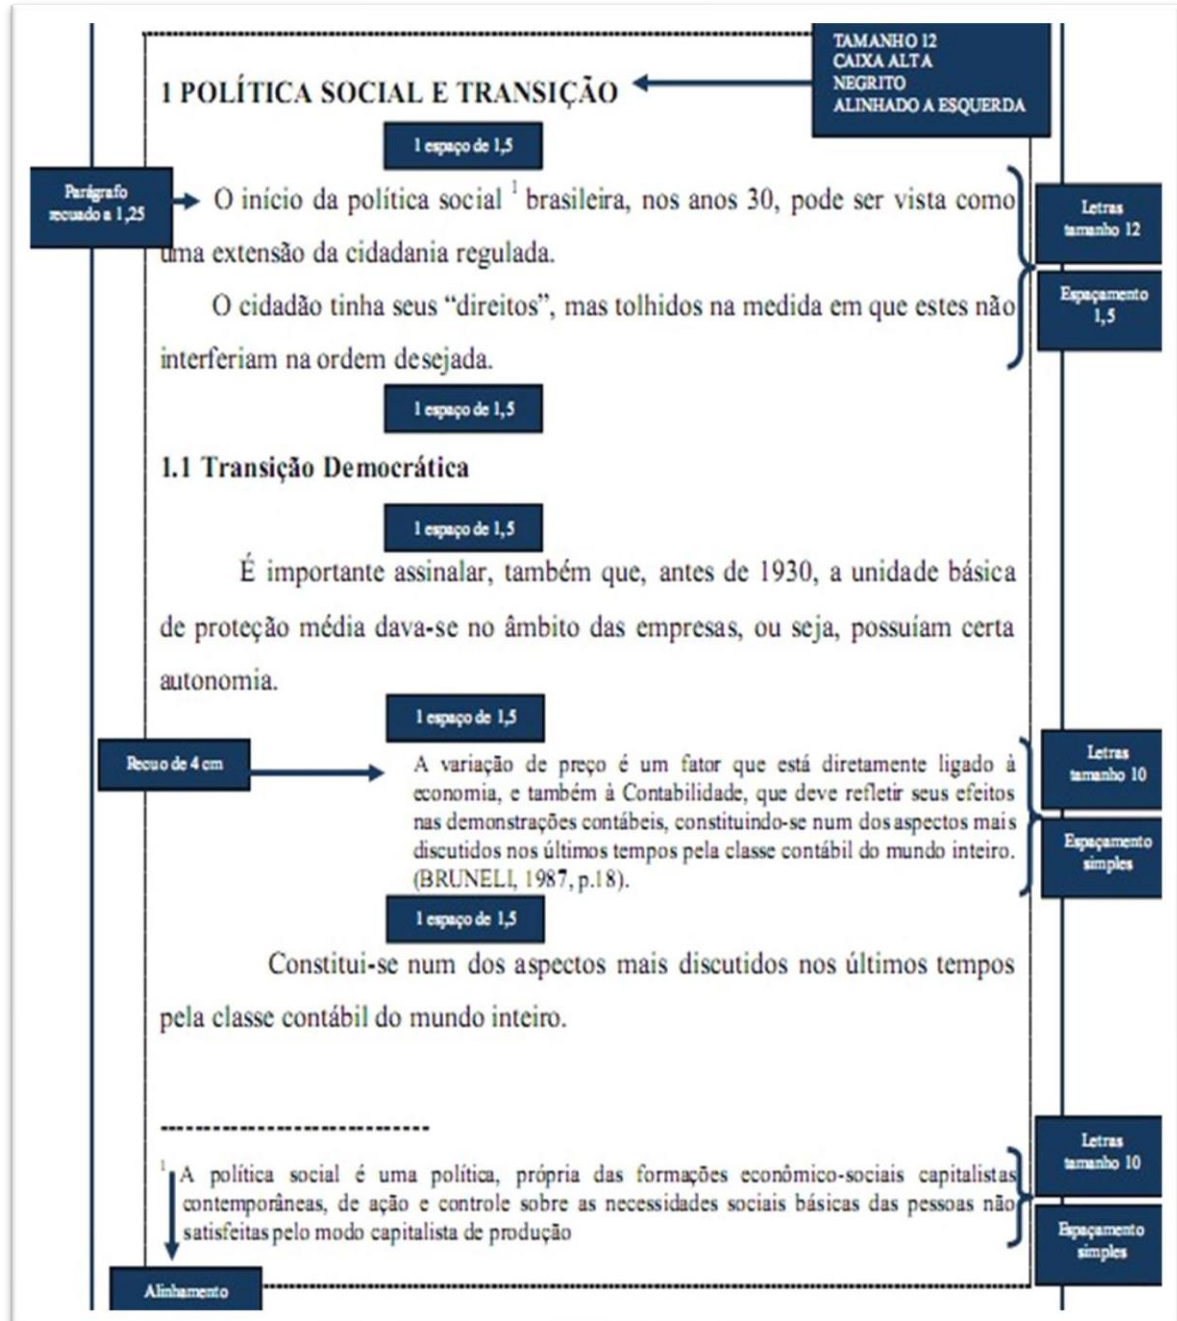 TAMANHO 12
CAIXA ALTA
NEGRITO
ALINHADO A ESQUERDA
1 POLÍTICA SOCIAL E TRANSIÇÃO
1 espaço de 1,5
Parágrafo
recuado a 1,25
O início da política social ¹ brasileira, nos anos 30, pode ser vista como
uma extensão da cidadania regulada.
O cidadão tinha seus “direitos”, mas tolhidos na medida em que estes não
interferiam na ordem desejada.
Letras
tamanho 12
Espaçamento
1,5
1 espaço de 1,5
1.1 Transição Democrática
1 espaço de 1,5
É importante assinalar, também que, antes de 1930, a unidade básica
de proteção média dava-se no âmbito das empresas, ou seja, possuíam certa
autonomia.
1 espaço de 1,5
Recuo de 4 cm
A variação de preço é um fator que está diretamente ligado à
economia, e também à Contabilidade, que deve refletir seus efeitos
nas demonstrações contábeis, constituindo-se num dos aspectos mais
discutidos nos últimos tempos pela classe contábil do mundo inteiro.
(BRUNELI, 1987, p.18).
Letras
tamanho 10
Espaçamento
simples
1 espaço de 1,5
Constitui-se num dos aspectos mais discutidos nos últimos tempos
pela classe contábil do mundo inteiro.
¹ A política social é uma política, própria das formações econômico-sociais capitalistas
contemporâneas, de ação e controle sobre as necessidades sociais básicas das pessoas não
satisfeitas pelo modo capitalista de produção
Letras
tamanho 10
Espaçamento
simples
Alinhamento